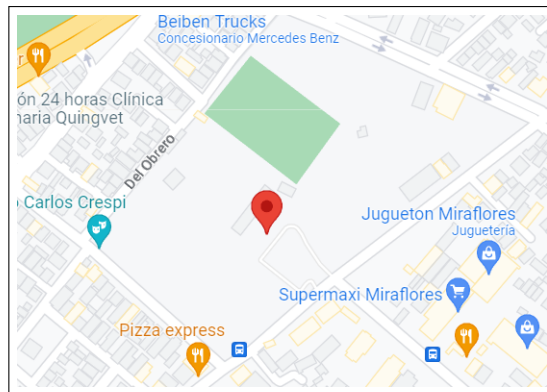 Beiben Trucks
Concesionario Mercedes Benz
ón 24 horas Clínica
naria Quingvet
Del Obrero
Carlos Crespi
Jugueton Miraflores
Juguetería
Supermaxi Miraflores
Pizza express